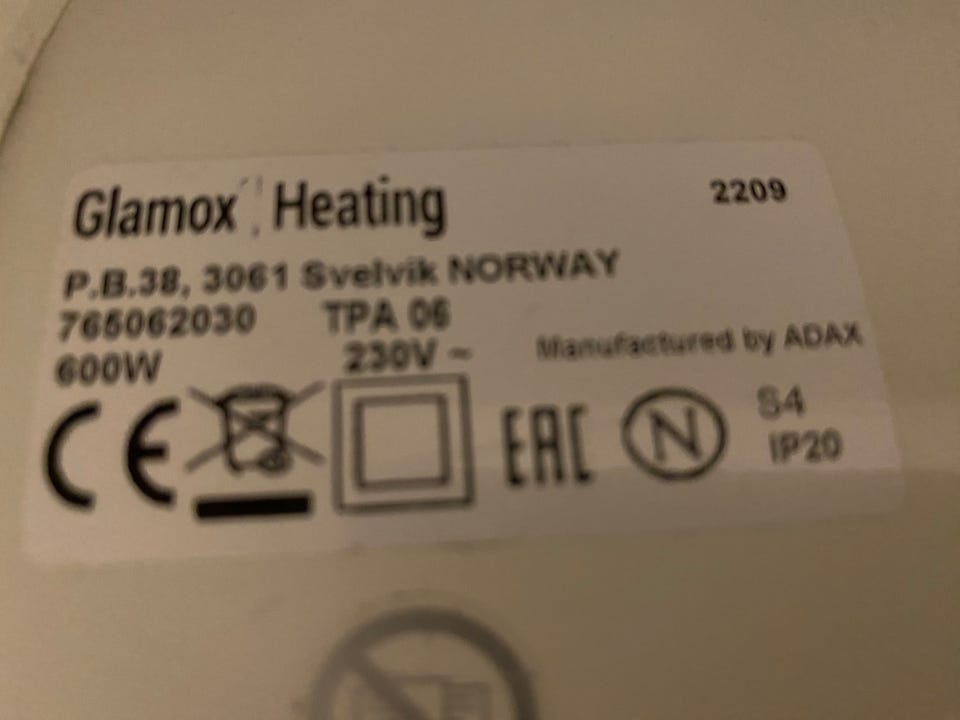 Glamox Heating 2209
P.B.38, 3061 Svelvik NORWAY
765062030 TPA 06
600W 230V ~ Manufactured by ADAX
CE EAC N S4
IP20